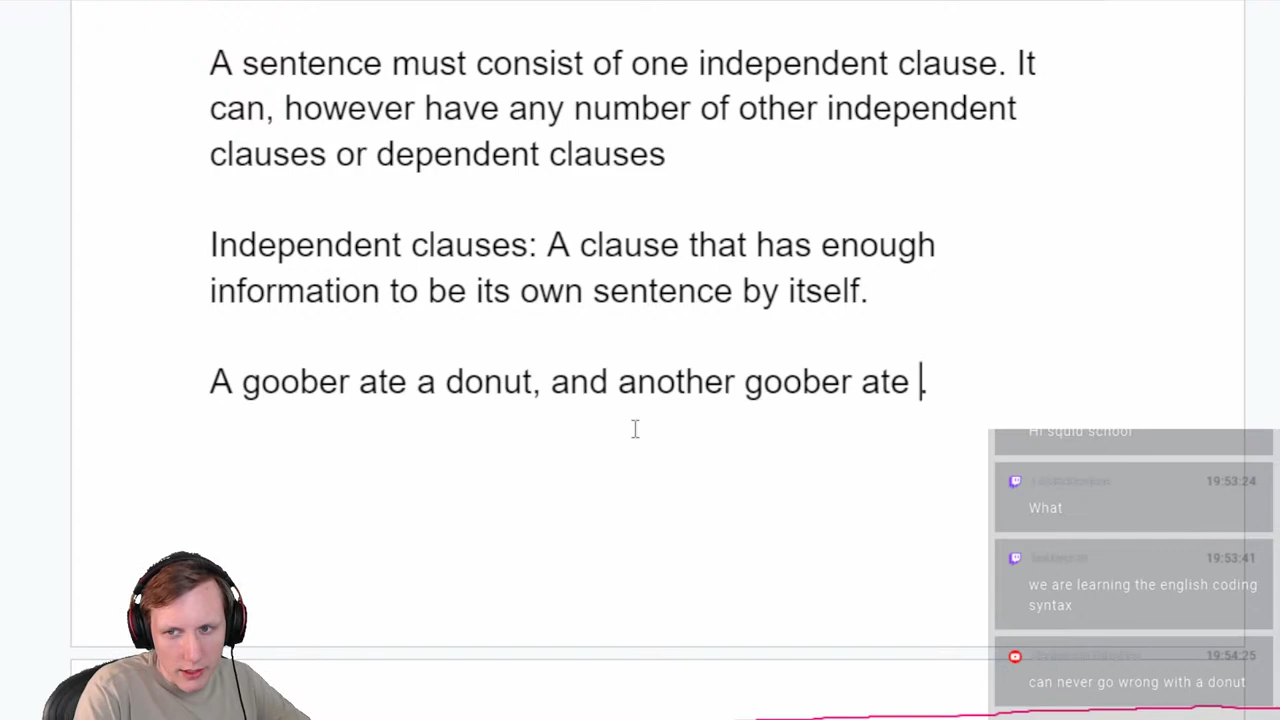 A sentence must consist of one independent clause. It
can, however have any number of other independent
clauses or dependent clauses
Independent clauses: A clause that has enough
information to be its own sentence by itself.
A goober ate a donut, and another goober ate .
Hi squid school
19:53:24
What
19:53:41
we are learning the english coding
syntax
19:54:25
can never go wrong with a donut